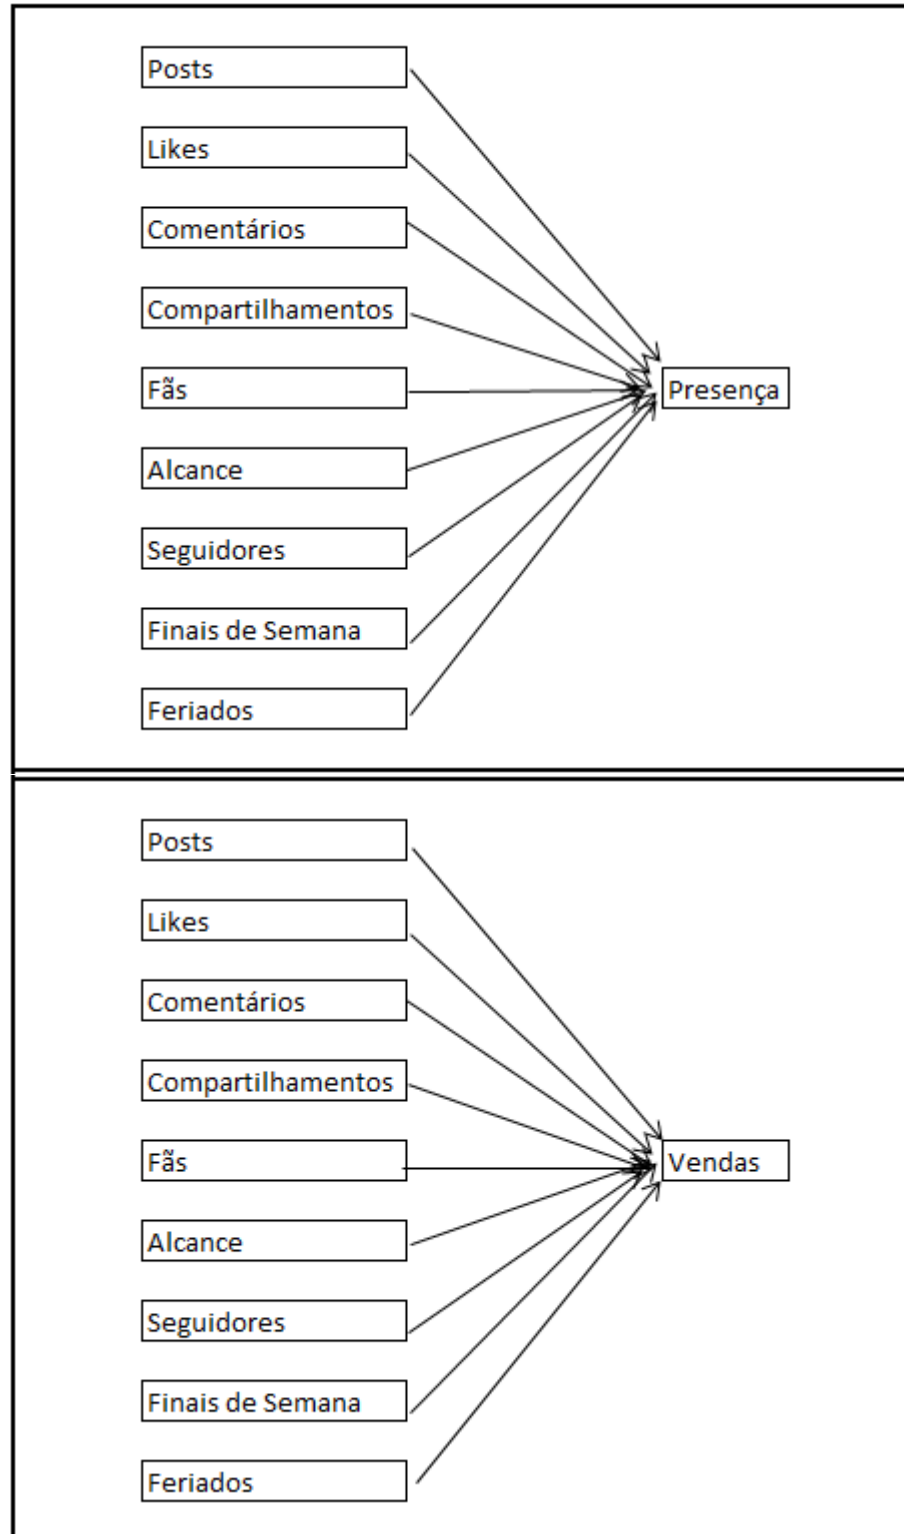 Posts
Likes
Comentários
Compartilhamentos
Fãs
Presença
Alcance
Seguidores
Finais de Semana
Feriados
Posts
Likes
Comentários
Compartilhamentos
Fãs
Vendas
Alcance
Seguidores
Finais de Semana
Feriados